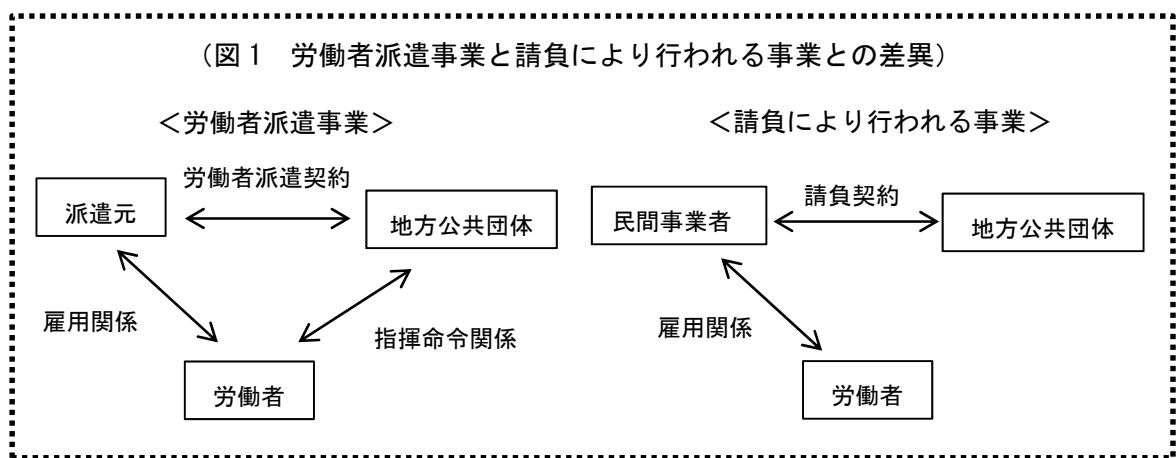 （図１　労働者派遣事業と請負により行われる事業との差異）
＜労働者派遣事業＞
労働者派遣契約
派遣元
地方公共団体
雇用関係
指揮命令関係
労働者
＜請負により行われる事業＞
請負契約
民間事業者
地方公共団体
雇用関係
労働者